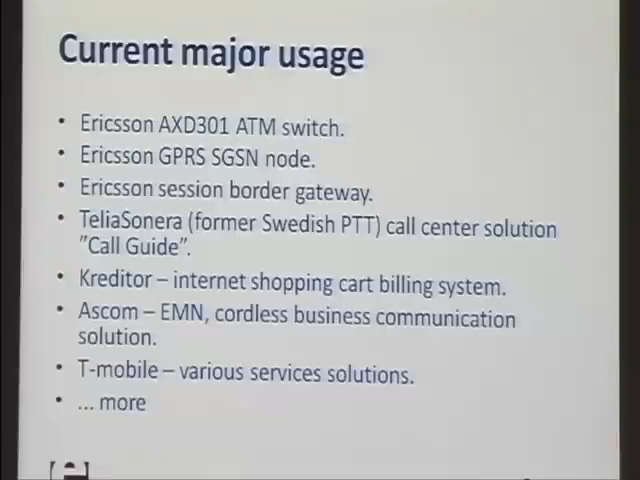 Current major usage
• Ericsson AXD301 ATM switch.
• Ericsson GPRS SGSN node.
• Ericsson session border gateway.
• TeliaSonera (former Swedish PTT) call center solution
”Call Guide”.
• Kreditor – internet shopping cart billing system.
• Ascom – EMN, cordless business communication
solution.
• T-mobile – various services solutions.
• ... more
[e]